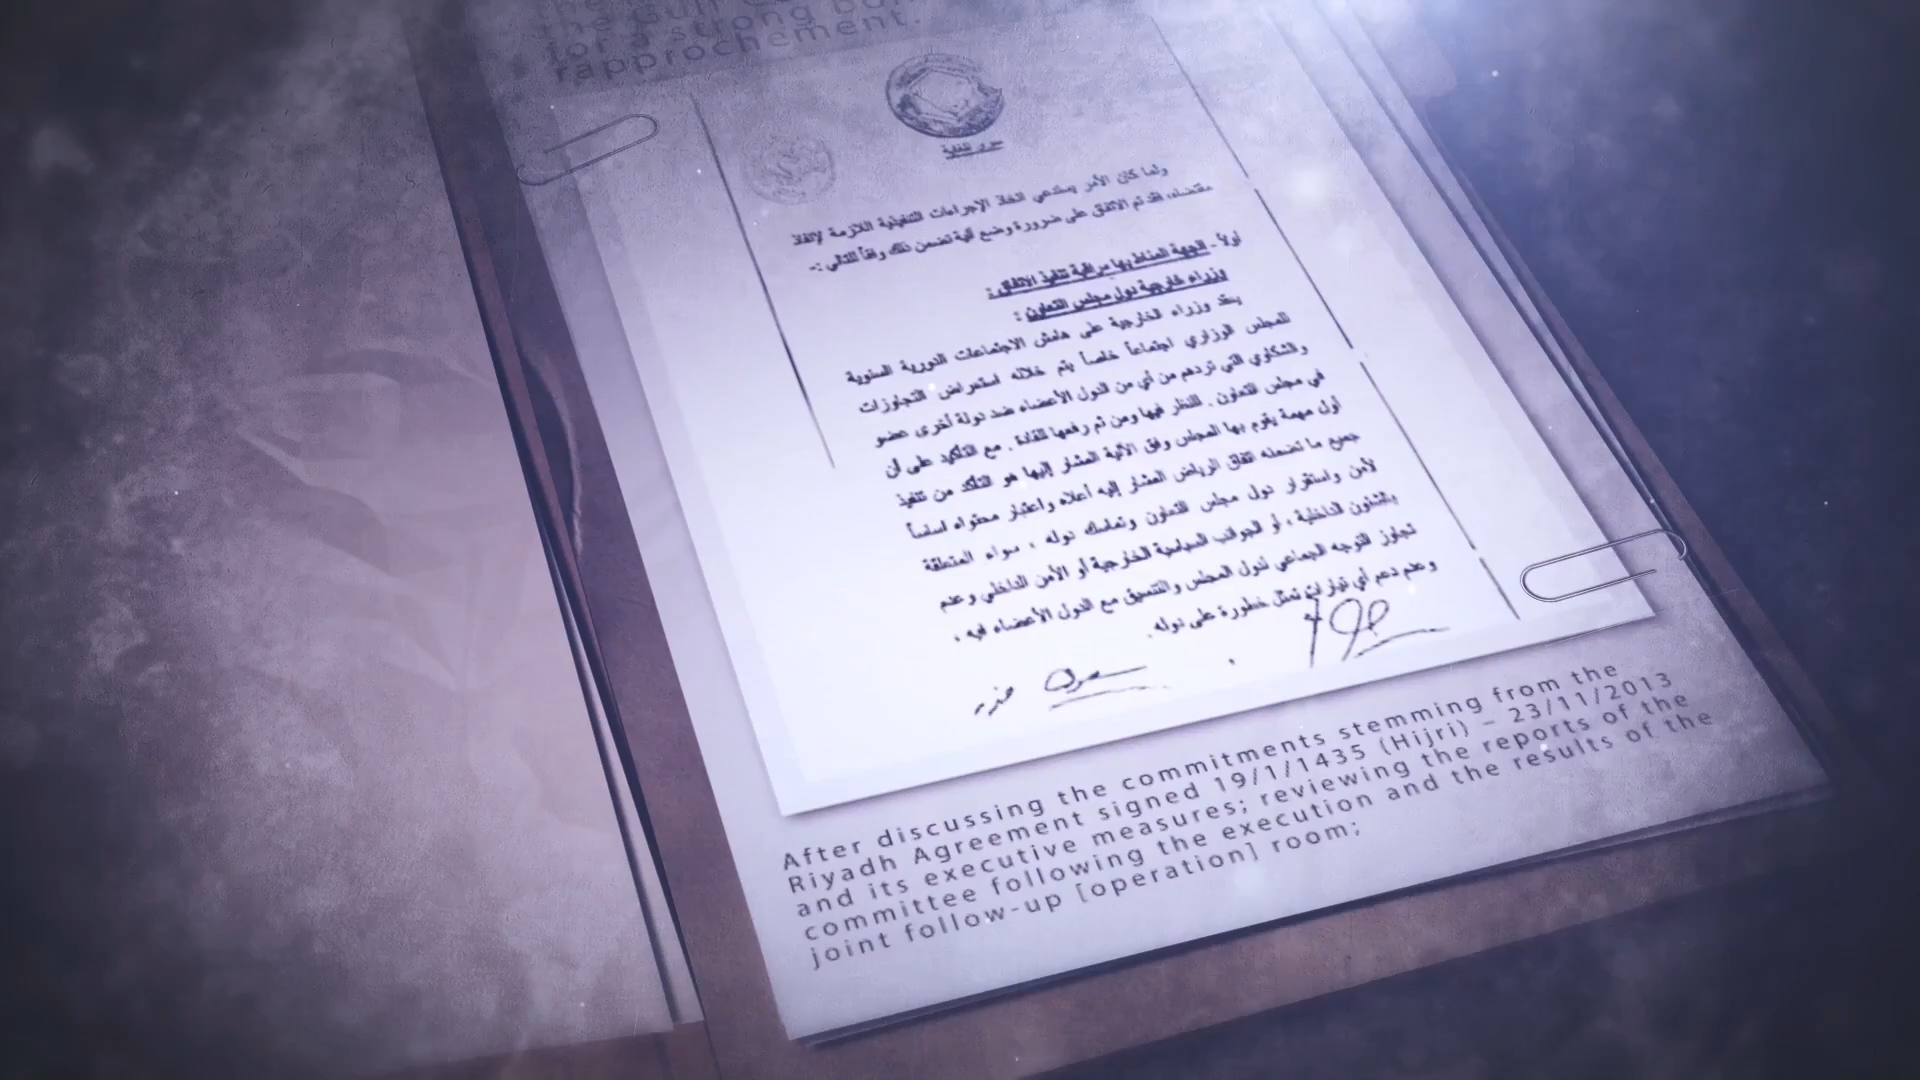 the Gulf
for a strong
rapprochement.
سري للغاية
ولما كان الأمر يستدعي اتخاذ الإجراءات التنفيذية اللازمة لإنفاذ
مقتضاه، فقد تم الاتفاق على ضرورة وضع آلية تضمن ذلك وفقاً للتالي :-
أولاً - الجهة المناط بها مراقبة تنفيذ الاتفاق :
وزراء خارجية دول مجلس التعاون :
يعقد وزراء الخارجية على هامش الاجتماعات الدورية السنوية
للمجلس الوزاري اجتماعاً خاصاً يتم خلاله استعراض التجاوزات
والشكاوي التي تردهم من أي من الدول الأعضاء ضد دولة أخرى عضو
في مجلس التعاون . للنظر فيها ومن ثم رفعها للقادة . مع التأكيد على أن
أول مهمة يقوم بها المجلس وفق الآلية المشار إليها هو التأكد من تنفيذ
جميع ما تضمنه اتفاق الرياض المشار إليه أعلاه واعتبار محتواه أساساً
لأمن واستقرار دول مجلس التعاون وتماسك دوله ، سواء المتعلقة
بالشئون الداخلية ، أو الجوانب السياسية الخارجية أو الأمن الداخلي وعدم
تجاوز التوجه الجماعي لدول المجلس والتنسيق مع الدول الأعضاء فيه ،
وعدم دعم أي تيارات تمثل خطورة على دوله .
After discussing the commitments stemming from the
Riyadh Agreement signed 19/1/1435 (Hijri) – 23/11/2013
and its executive measures; reviewing the reports of the
committee following the execution and the results of the
joint follow-up [operation] room;